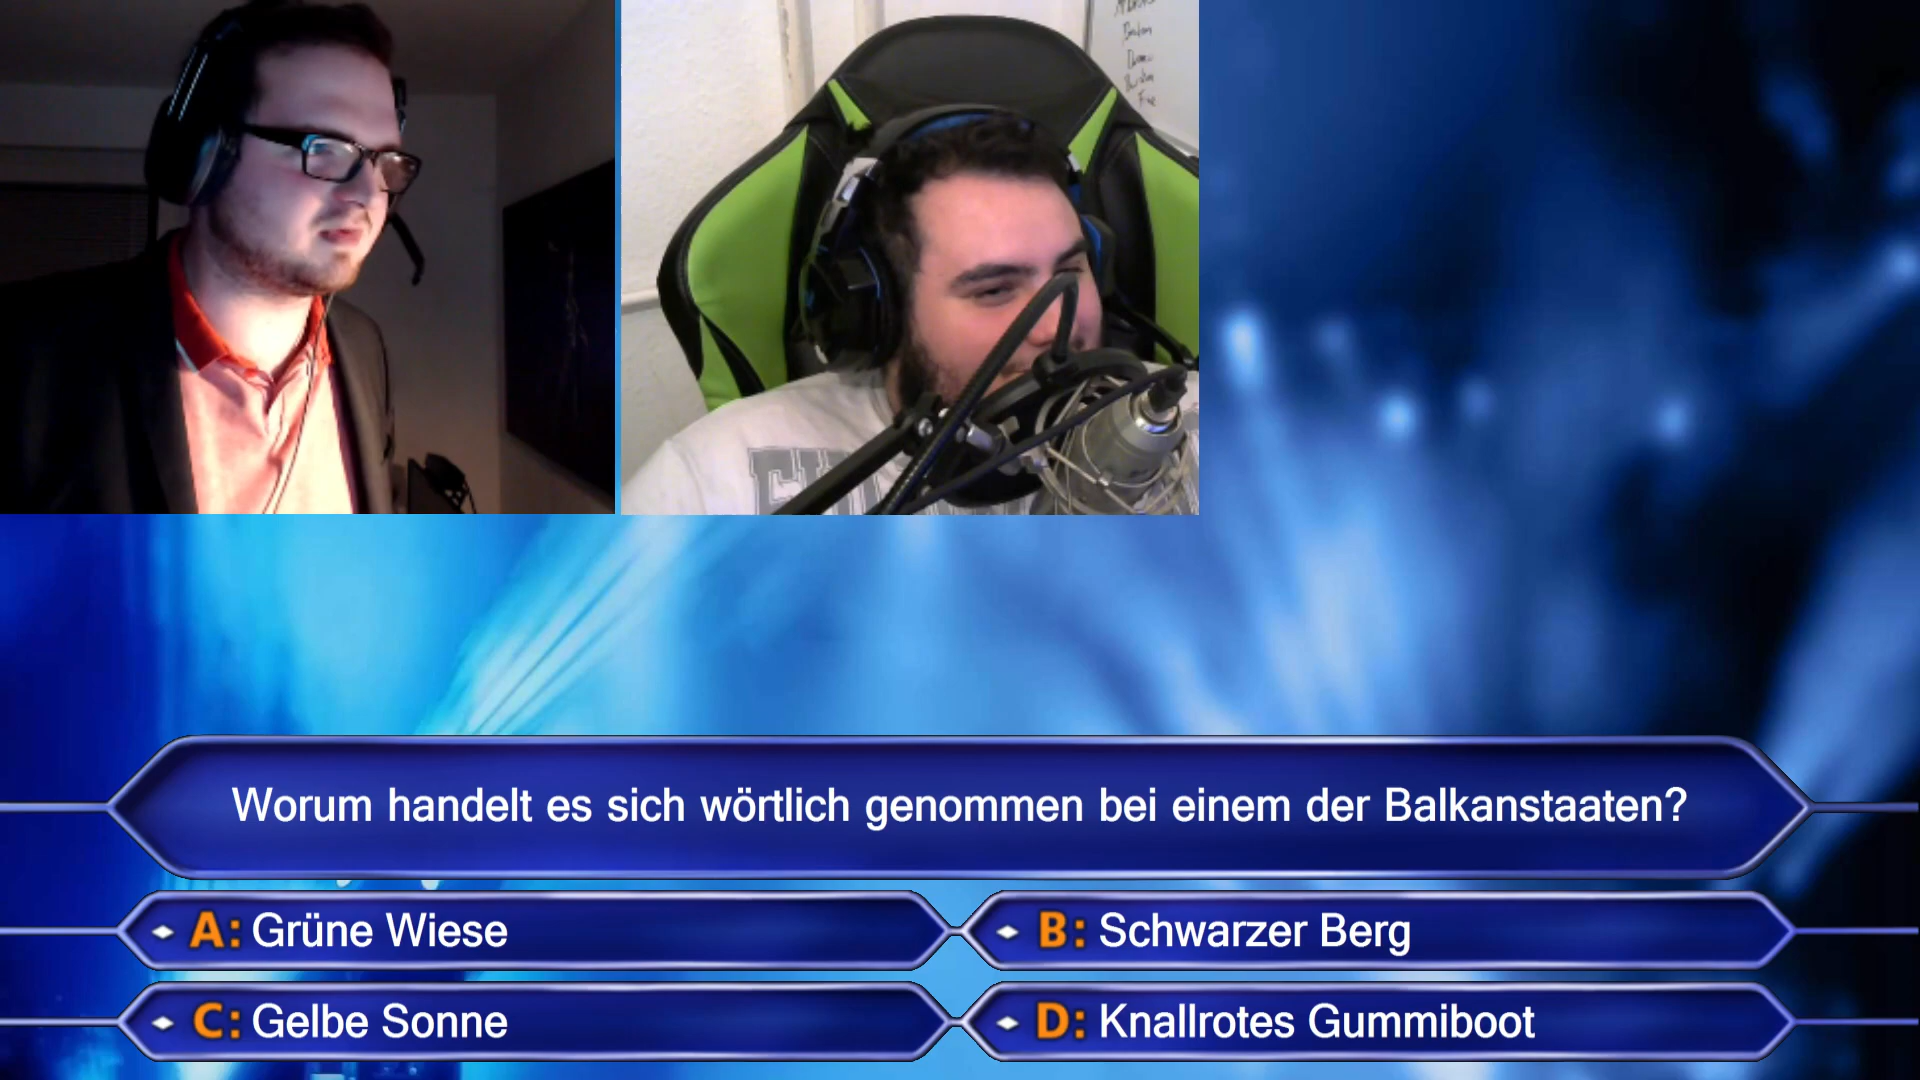 Worum handelt es sich wörtlich genommen bei einem der Balkanstaaten?
A: Grüne Wiese
B: Schwarzer Berg
C: Gelbe Sonne
D: Knallrotes Gummiboot